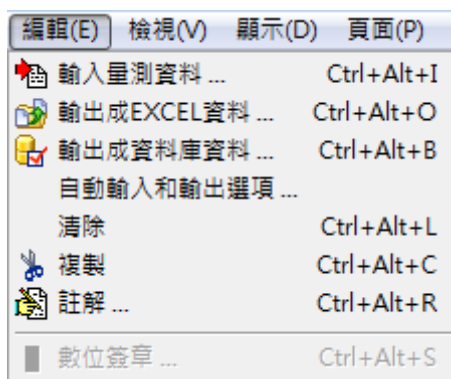 編輯(E) 檢視(V) 顯示(D) 頁面(P)
輸入量測資料 ... Ctrl+Alt+I
輸出成EXCEL資料 ... Ctrl+Alt+O
輸出成資料庫資料 ... Ctrl+Alt+B
自動輸入和輸出選項 ...
清除 Ctrl+Alt+L
複製 Ctrl+Alt+C
註解 ... Ctrl+Alt+R
數位簽章 ... Ctrl+Alt+S